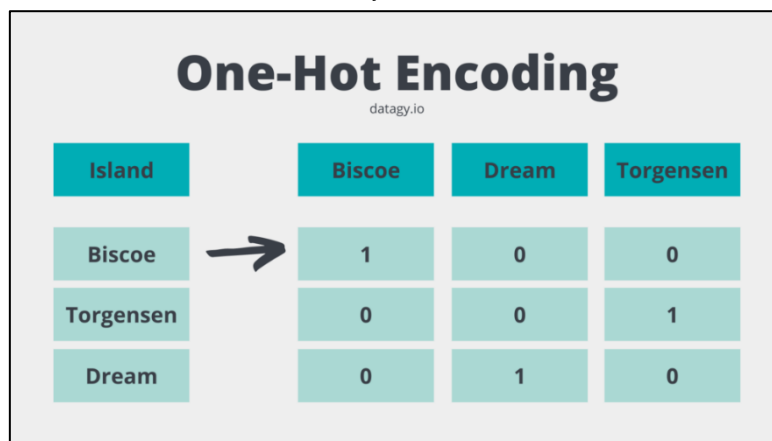 One-Hot Encoding
datagy.io
Island Biscoe Dream Torgensen
Biscoe 1 0 0
Torgensen 0 0 1
Dream 0 1 0